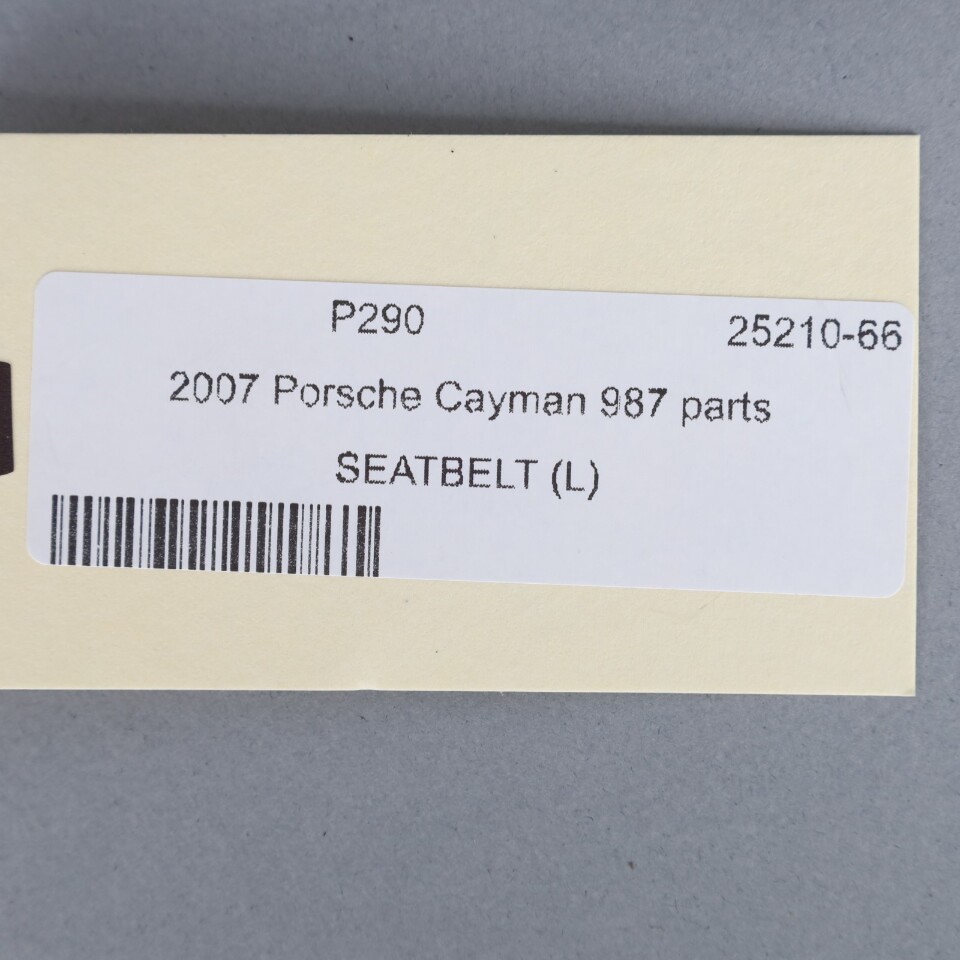 P290 25210-66
2007 Porsche Cayman 987 parts
SEATBELT (L)